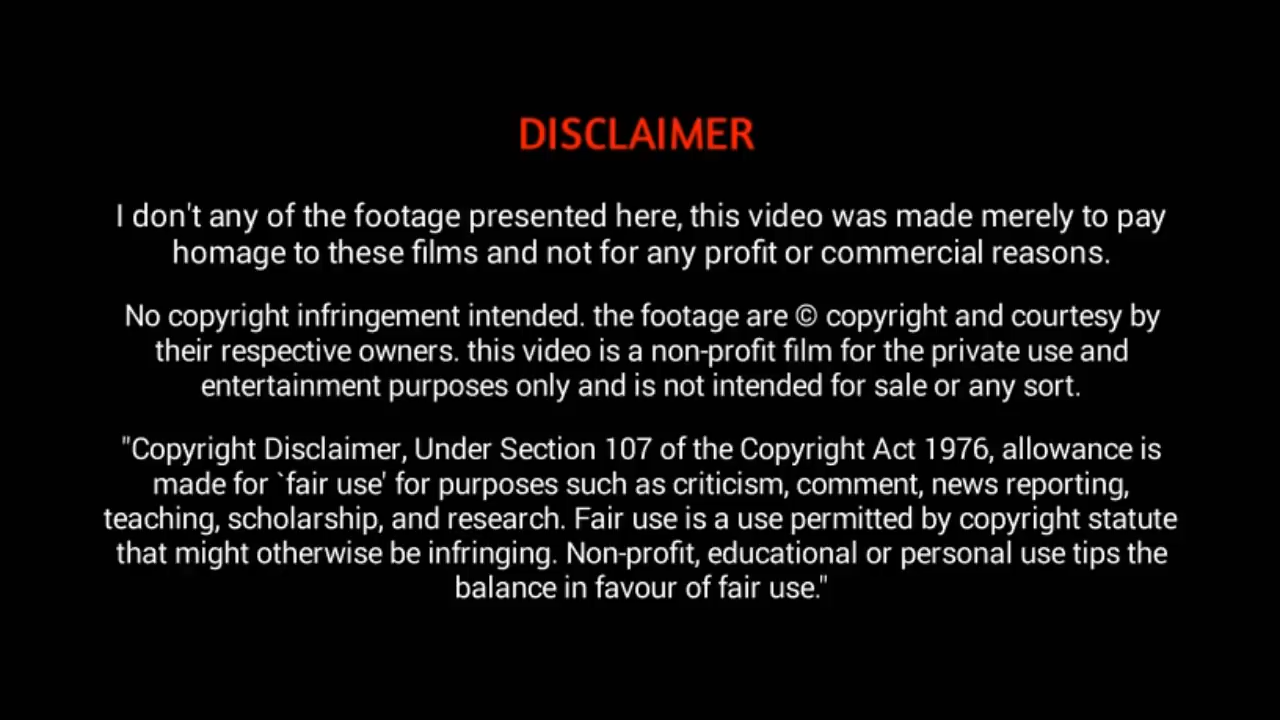 DISCLAIMER
I don't any of the footage presented here, this video was made merely to pay
homage to these films and not for any profit or commercial reasons.
No copyright infringement intended. the footage are © copyright and courtesy by
their respective owners. this video is a non-profit film for the private use and
entertainment purposes only and is not intended for sale or any sort.
"Copyright Disclaimer, Under Section 107 of the Copyright Act 1976, allowance is
made for `fair use' for purposes such as criticism, comment, news reporting,
teaching, scholarship, and research. Fair use is a use permitted by copyright statute
that might otherwise be infringing. Non-profit, educational or personal use tips the
balance in favour of fair use."